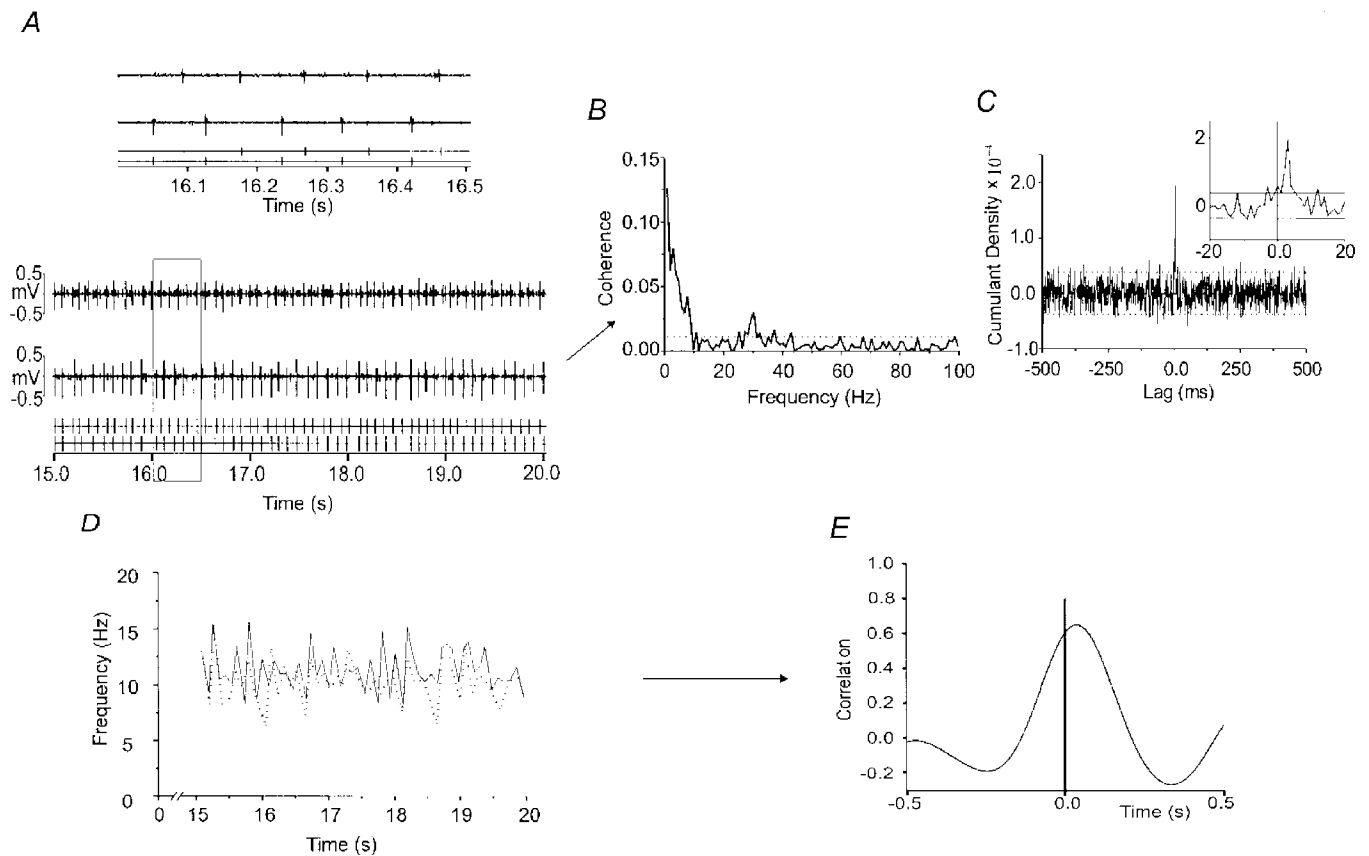 A
16.1 16.2 16.3 16.4 16.5
Time (s)
0.5
mV
-0.5
0.5
mV
-0.5
15.0 16.0 17.0 18.0 19.0 20.0
Time (s)
B
Coherence
0.15
0.10
0.05
0.00
0 20 40 60 80 100
Frequency (Hz)
C
Cumulant Density x 10⁻⁴
2.0
1.0
0.0
-1.0
-500 -250 0.0 250 500
Lag (ms)
2
0
-20 0.0 20
D
Frequency (Hz)
20
15
10
5
0
0 15 16 17 18 19 20
Time (s)
E
Correlation
1.0
0.8
0.6
0.4
0.2
0.0
-0.2
-0.5 0.0 0.5
Time (s)